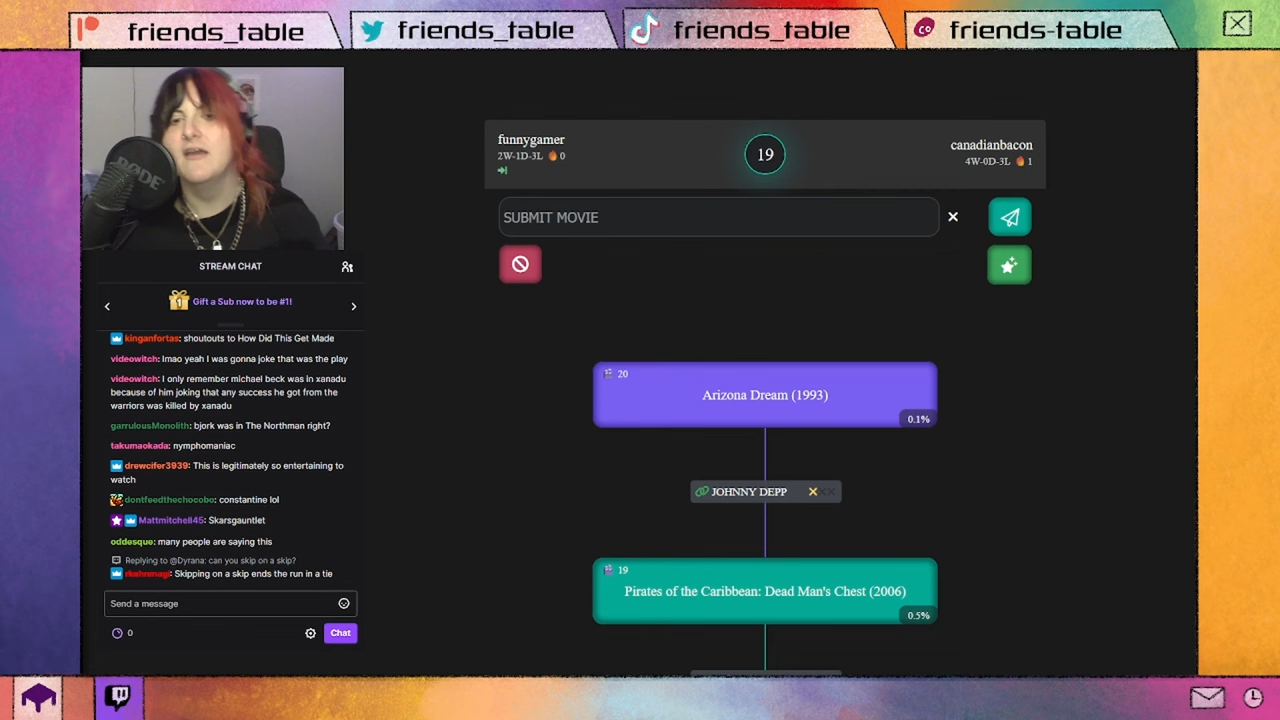 friends_table
friends_table
friends_table
friends-table
RØDE
STREAM CHAT
1
Gift a Sub now to be #1!
kinganfortas: shoutouts to How Did This Get Made
videowitch: lmao yeah I was gonna joke that was the play
videowitch: I only remember michael beck was in xanadu
because of him joking that any success he got from the
warriors was killed by xanadu
garrulousMonolith: bjork was in The Northman right?
takumaokada: nymphomaniac
drewcifer3939: This is legitimately so entertaining to
watch
dontfeedthechocobo: constantine lol
Mattmitchell45: Skarsgauntlet
oddesque: many people are saying this
Replying to @Dyrana: can you skip on a skip?
Skipping on a skip ends the run in a tie
Send a message
0
Chat
funnygamer
2W-1D-3L 0
19
canadianbacon
4W-0D-3L 1
SUBMIT MOVIE
20
Arizona Dream (1993)
0.1%
JOHNNY DEPP
19
Pirates of the Caribbean: Dead Man's Chest (2006)
0.5%